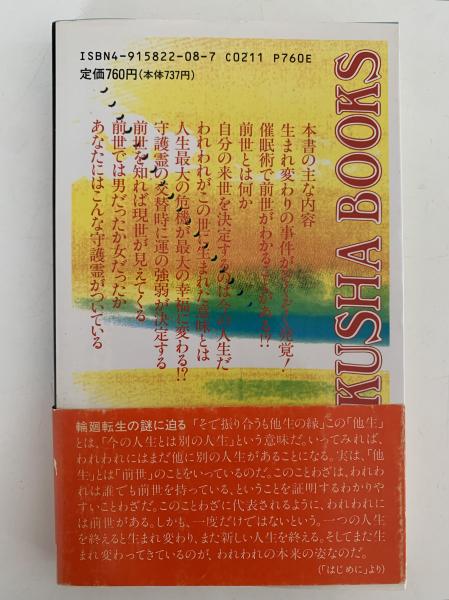 ISBN4-915822-08-7 C0211 P760E
定価760円(本体737円)
KUSHA BOOKS
本書の主な内容
生まれ変わりの事件がぞくぞく発覚!
催眠術で前世がわかることがある!?
前世とは何か
自分の来世を決定するのは今の人生だ
われわれがこの世に生まれた意味とは
人生最大の危機が最大の幸福に変わる!?
守護霊の交替時に運の強弱が決定する
前世を知れば現世が見えてくる
前世では男だったか女だったか
あなたにはこんな守護霊がついている
輪廻転生の謎に迫る 「そで振り合うも他生の縁」この「他生」
とは、「今の人生とは別の人生」という意味だ。いってみれば、
われわれにはまだ他に別の人生があることになる。実は、「他
生」とは「前世」のことをいっているのだ。このことわざは、われわ
れは誰でも前世を持っている、ということを証明するわかりや
すいことわざだ。このことわざに代表されるように、われわれに
は前世がある。しかも、一度だけではないという。一つの人生
を終えると生まれ変わり、また新しい人生を終える。そしてまた生
まれ変わってきているのが、われわれの本来の姿なのだ。
(「はじめに」より)